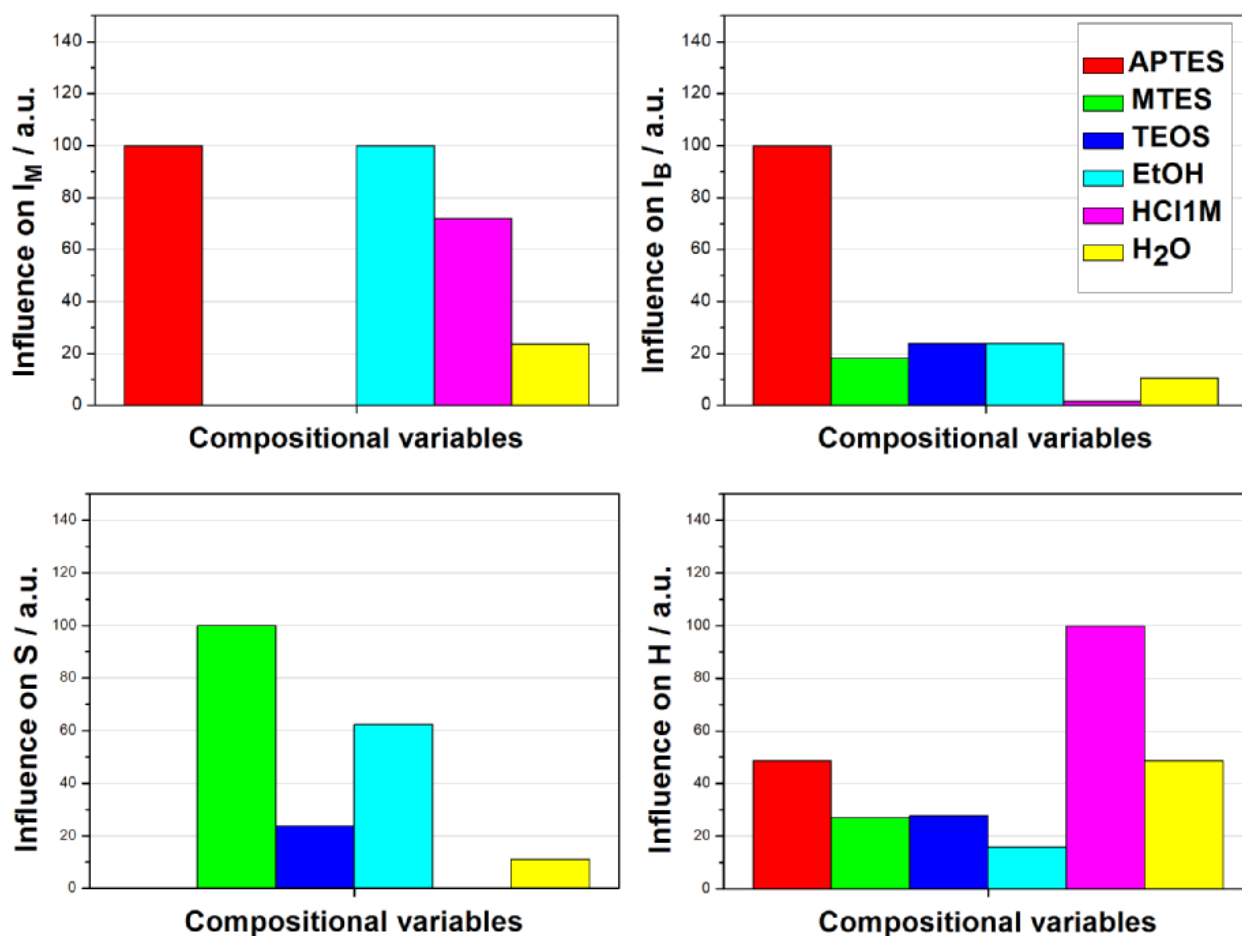 Influence on I_M / a.u.
140
120
100
80
60
40
20
0
Compositional variables
Influence on I_B / a.u.
140
120
100
80
60
40
20
0
Compositional variables
APTES
MTES
TEOS
EtOH
HCl1M
H₂O
Influence on S / a.u.
140
120
100
80
60
40
20
0
Compositional variables
Influence on H / a.u.
140
120
100
80
60
40
20
0
Compositional variables